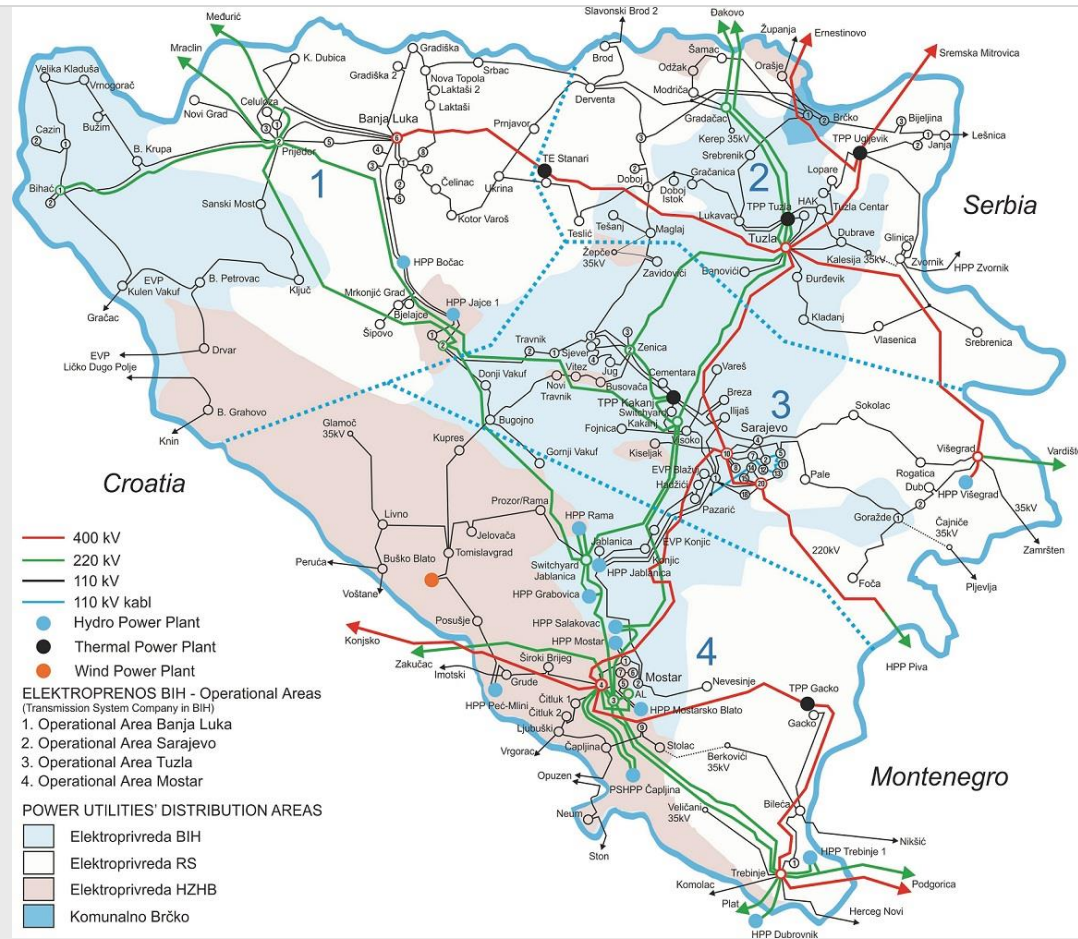 Međurić
Mraclin
Slavonski Brod 2
Đakovo
Županja
Ernestinovo
Sremska Mitrovica
Velika Kladuša
Vrnogorač
Bužim
Cazin
B. Krupa
Bihać
K. Dubica
Novi Grad
Celuloza
Prijedor
Gradiška
Gradiška 2
Nova Topola
Laktaši 2
Laktaši
Srbac
Banja Luka
Prnjavor
Brod
Derventa
Šamac
Odžak
Orašje
Modriča
Gradačac
Kerep 35kV
Srebrenik
Brčko
Bijeljina
Lešnica
Janja
TPP Ugljevik
Lopare
1
2
TE Stanari
Čelinac
Ukrina
Kotor Varoš
Teslić
Doboj
Doboj
Istok
Gračanica
Lukavac
TPP Tuzla
HAK
Tuzla Centar
Tuzla
Dubrave
Kalesija 35kV
Glinica
Zvornik
HPP Zvornik
Serbia
Sanski Most
Tešanj
Maglaj
Žepče
35kV
Zavidovići
Banovići
Đurđevik
Kladanj
Vlasenica
Srebrenica
EVP
Kulen Vakuf
B. Petrovac
Ključ
Gračac
HPP Bočac
Mrkonjić Grad
Bjelajce
Šipovo
HPP Jajce 1
EVP
Ličko Dugo Polje
Drvar
B. Grahovo
Knin
Travnik
Sjever
Zenica
Vitez
Jug
Novi
Travnik
Busovača
Donji Vakuf
Bugojno
Cementara
TPP Kakanj
Switchyard
Kakanj
Fojnica
Visoko
Kiseljak
Vareš
Breza
Ilijaš
3
Sarajevo
Sokolac
Glamoč
35kV
Kupres
Gornji Vakuf
EVP Blažuj
Hadžići
Pazarić
Pale
Rogatica
Dub
Višegrad
HPP Višegrad
Vardište
35kV
Goražde
Čajniče
35kV
Zamršten
Pljevlja
Foča
220kV
HPP Piva
Croatia
Livno
Prozor/Rama
Jelovača
Tomislavgrad
Buško Blato
Peruća
Voštane
HPP Rama
Jablanica
Switchyard
Jablanica
EVP Konjic
Konjic
HPP Jablanica
HPP Grabovica
HPP Salakovac
HPP Mostar
4
Mostar
AL
HPP Mostarsko Blato
Nevesinje
Posušje
Konjsko
Zakučac
Imotski
Široki Brijeg
Grude
HPP Peć-Mlini
Čitluk 1
Čitluk 2
Ljubuški
Vrgorac
Čapljina
Stolac
Berkovići
35kV
TPP Gacko
Gacko
Opuzen
PSHPP Čapljina
Neum
Ston
Veličani
35kV
Bileća
Montenegro
Nikšić
HPP Trebinje 1
Trebinje
Podgorica
Komolac
Plat
Herceg Novi
HPP Dubrovnik
400 kV
220 kV
110 kV
110 kV kabl
Hydro Power Plant
Thermal Power Plant
Wind Power Plant
ELEKTROPRENOS BIH - Operational Areas
(Transmission System Company in BIH)
1. Operational Area Banja Luka
2. Operational Area Sarajevo
3. Operational Area Tuzla
4. Operational Area Mostar
POWER UTILITIES' DISTRIBUTION AREAS
Elektroprivreda BIH
Elektroprivreda RS
Elektroprivreda HZHB
Komunalno Brčko